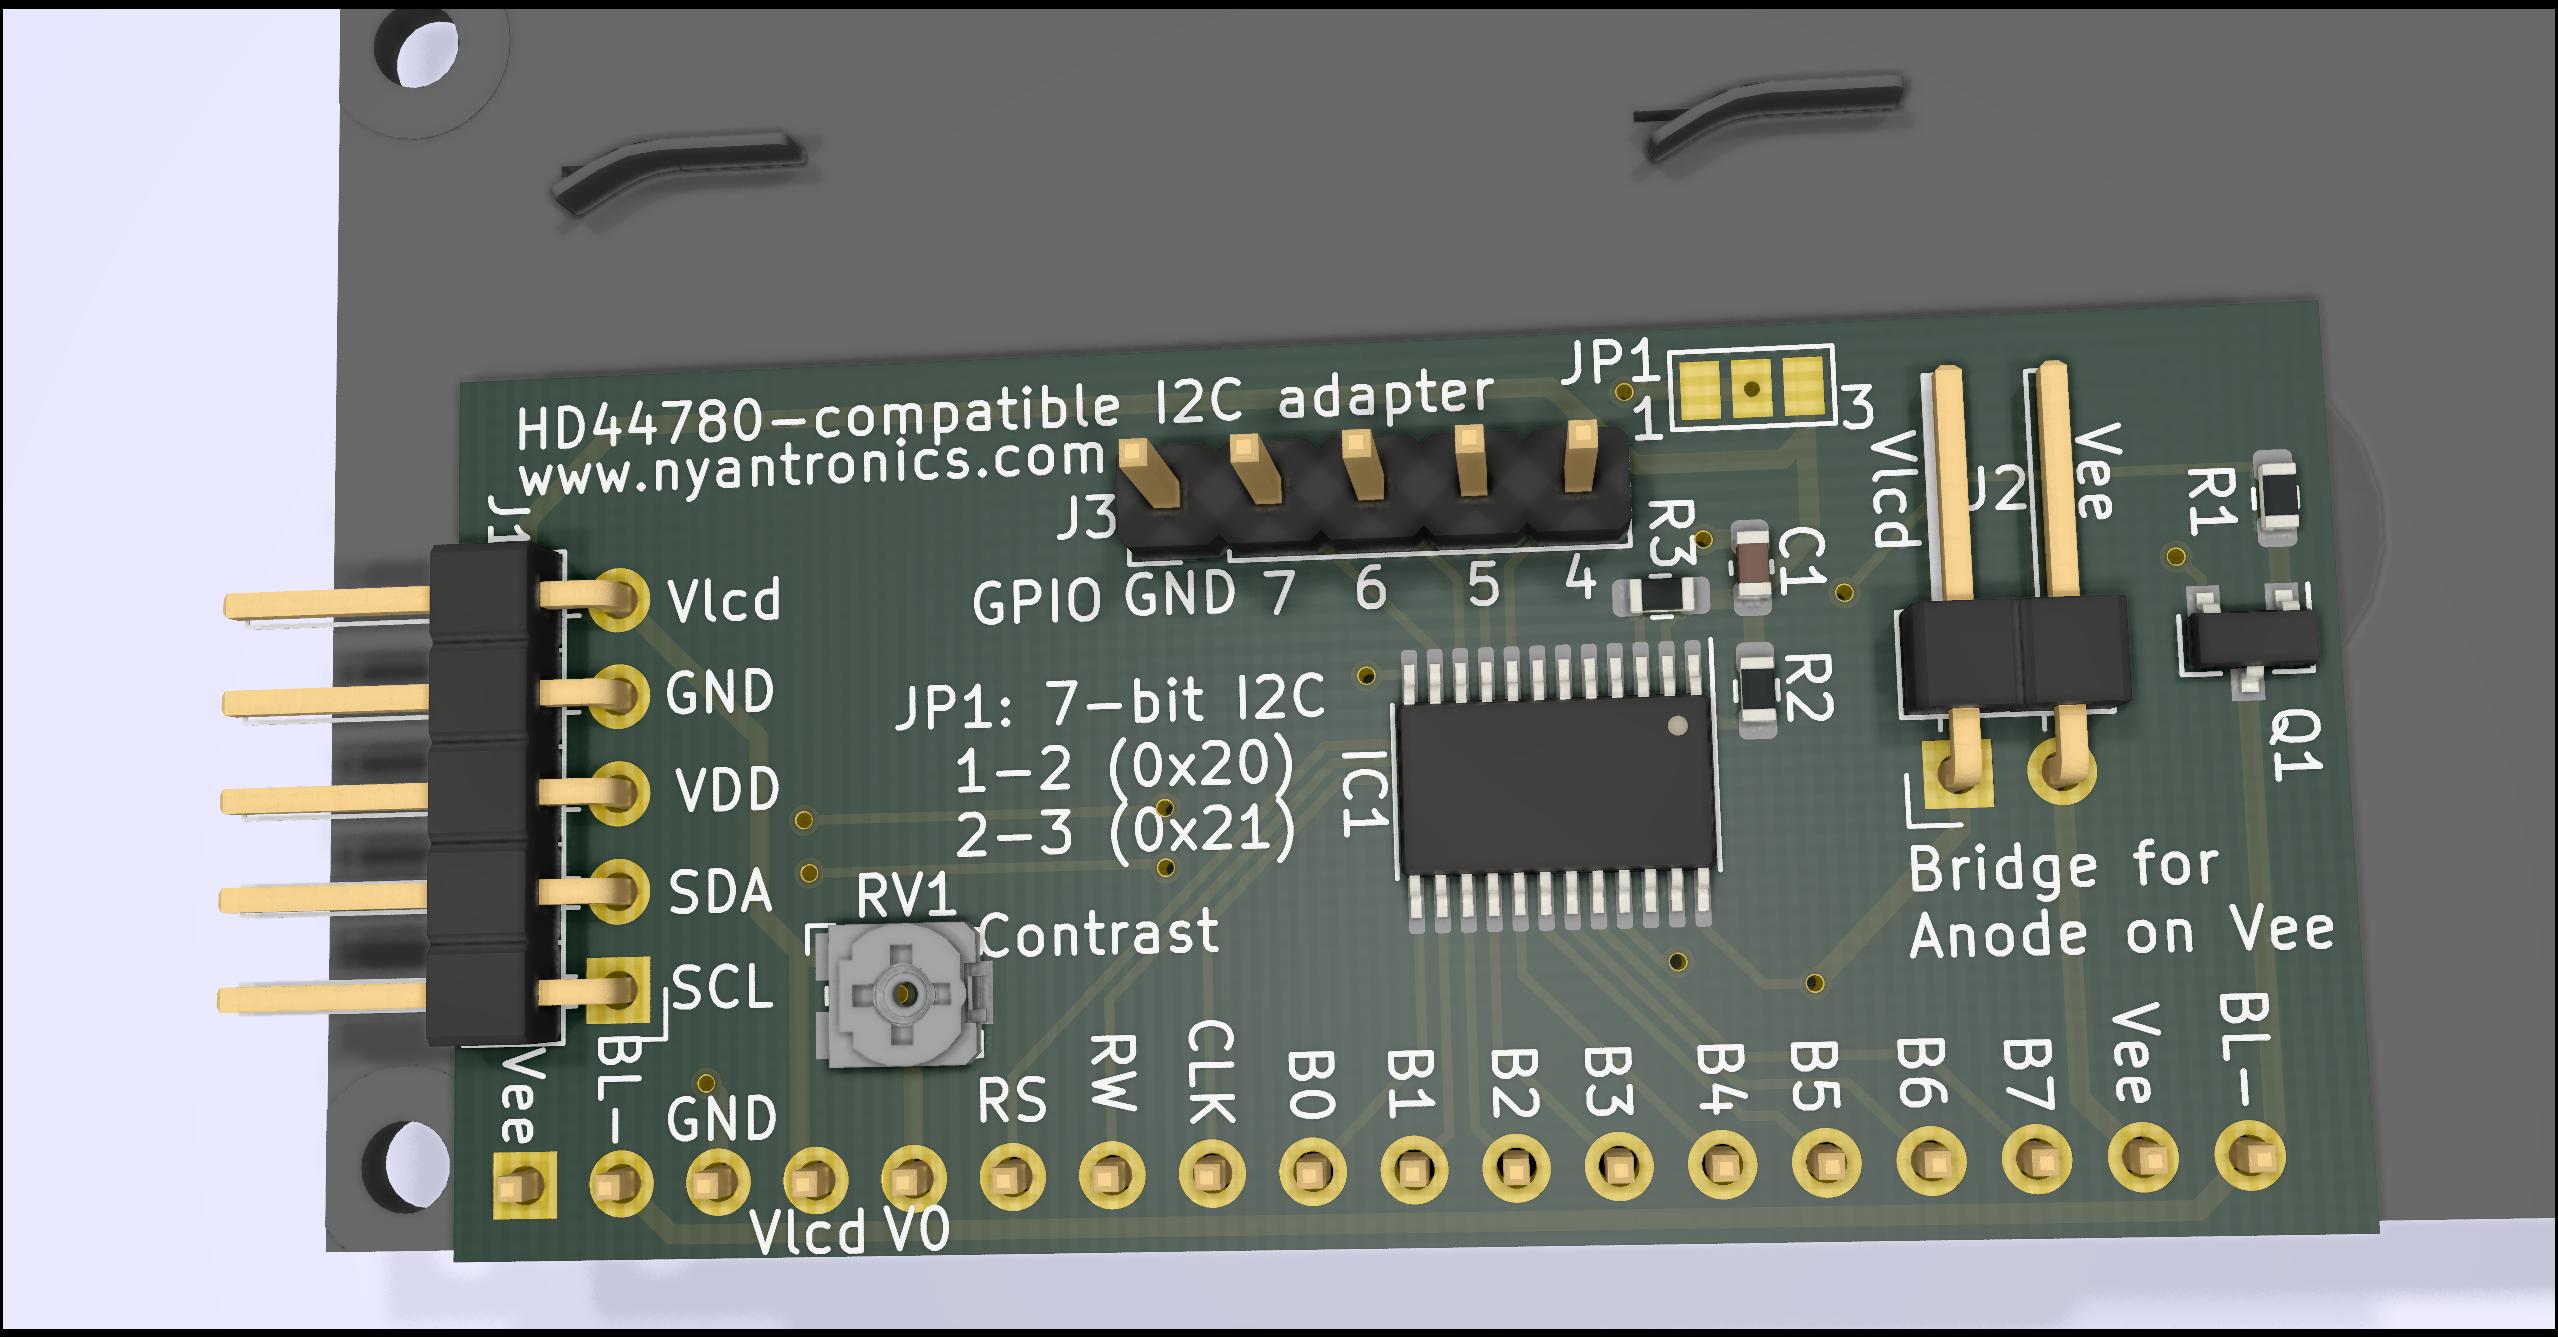 HD44780-compatible I2C adapter
www.nyantronics.com
JP1
1
3
J1
J3
GPIO GND 7 6 5 4
R3
C1
Vlcd
J2
Vee
R1
Vlcd
GND
VDD
SDA
SCL
JP1: 7-bit I2C
1-2 (0x20)
2-3 (0x21)
IC1
R2
Q1
RV1
Contrast
Bridge for
Anode on Vee
Vee
BL-
GND
Vlcd
V0
RS
RW
CLK
B0
B1
B2
B3
B4
B5
B6
B7
Vee
BL-